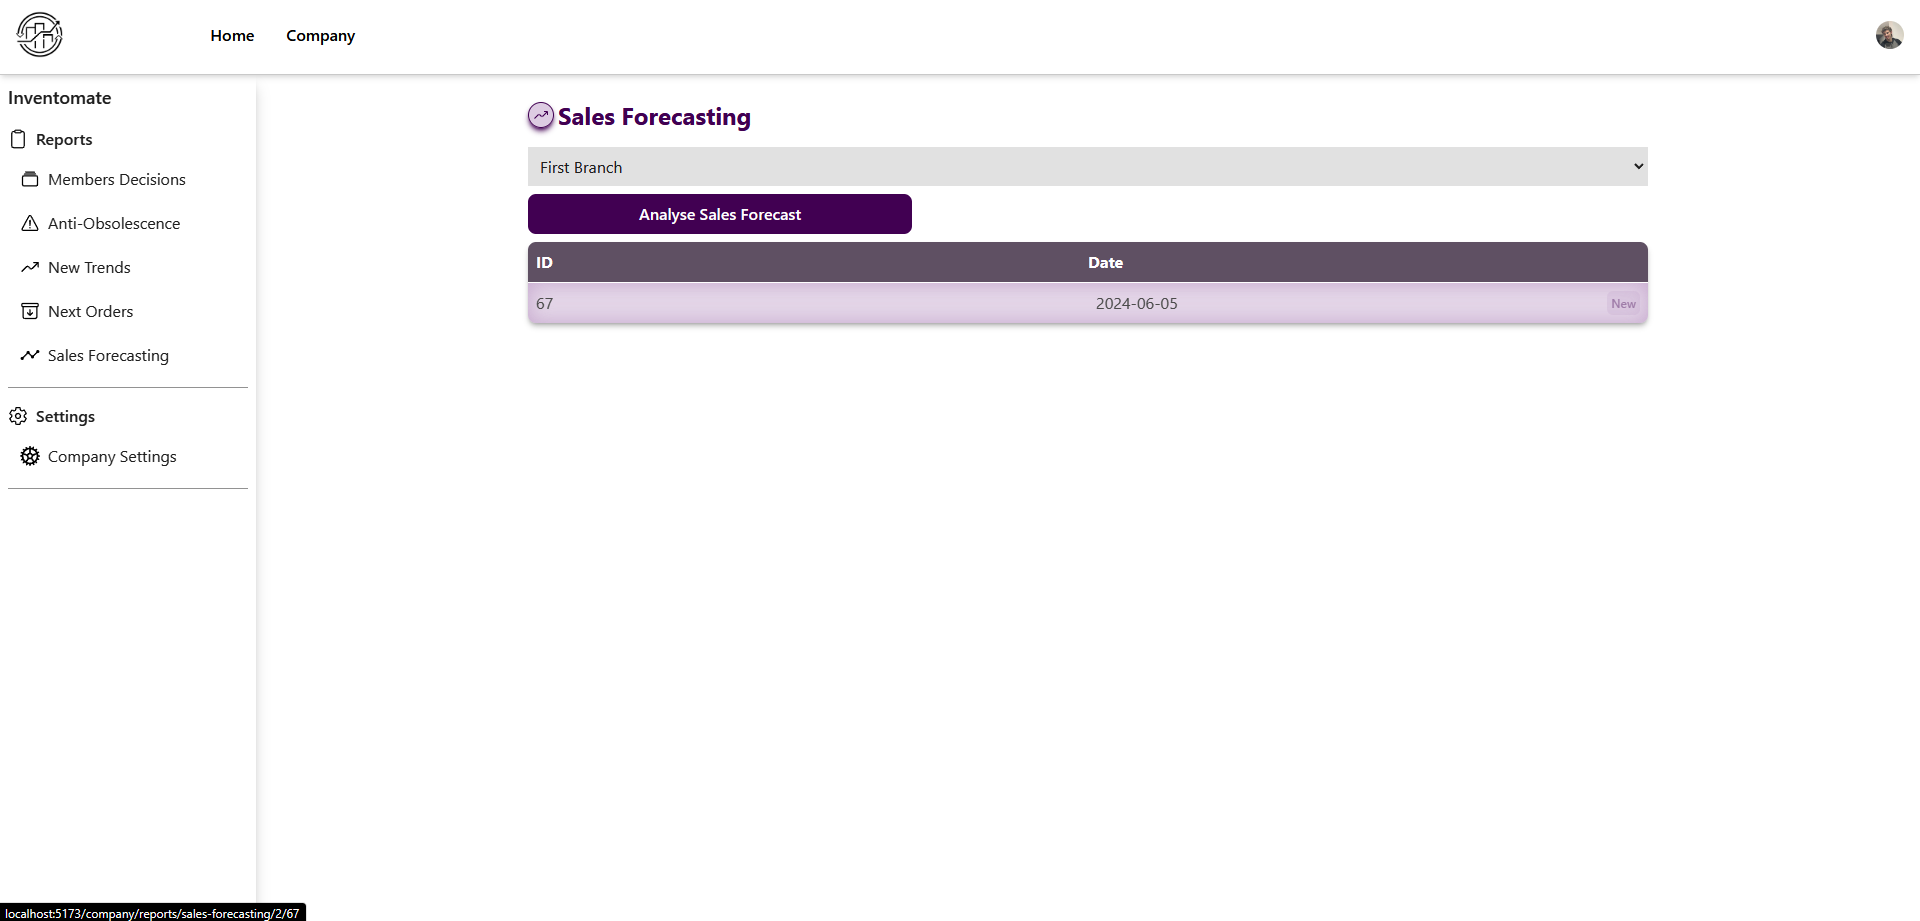 Home
Company
Inventomate
Reports
Members Decisions
Anti-Obsolescence
New Trends
Next Orders
Sales Forecasting
Settings
Company Settings
Sales Forecasting
First Branch
Analyse Sales Forecast
ID Date
67 2024-06-05 New
localhost:5173/company/reports/sales-forecasting/2/67